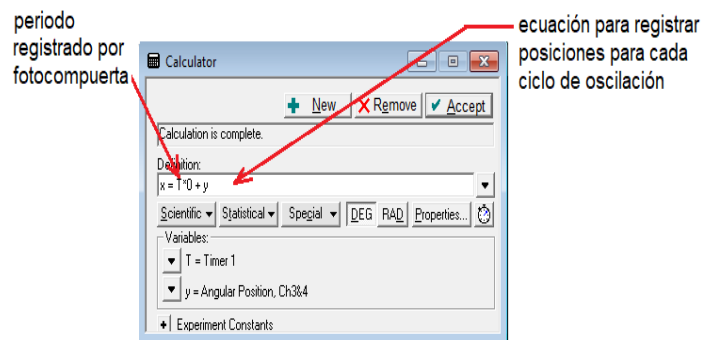 periodo
registrado por
fotocompuerta
ecuación para registrar
posiciones para cada
ciclo de oscilación
Calculator
New Remove Accept
Calculation is complete.
Definition:
x = T*0 + y
Scientific Statistical Special DEG RAD Properties...
Variables:
T = Timer 1
y = Angular Position, Ch3&4
Experiment Constants